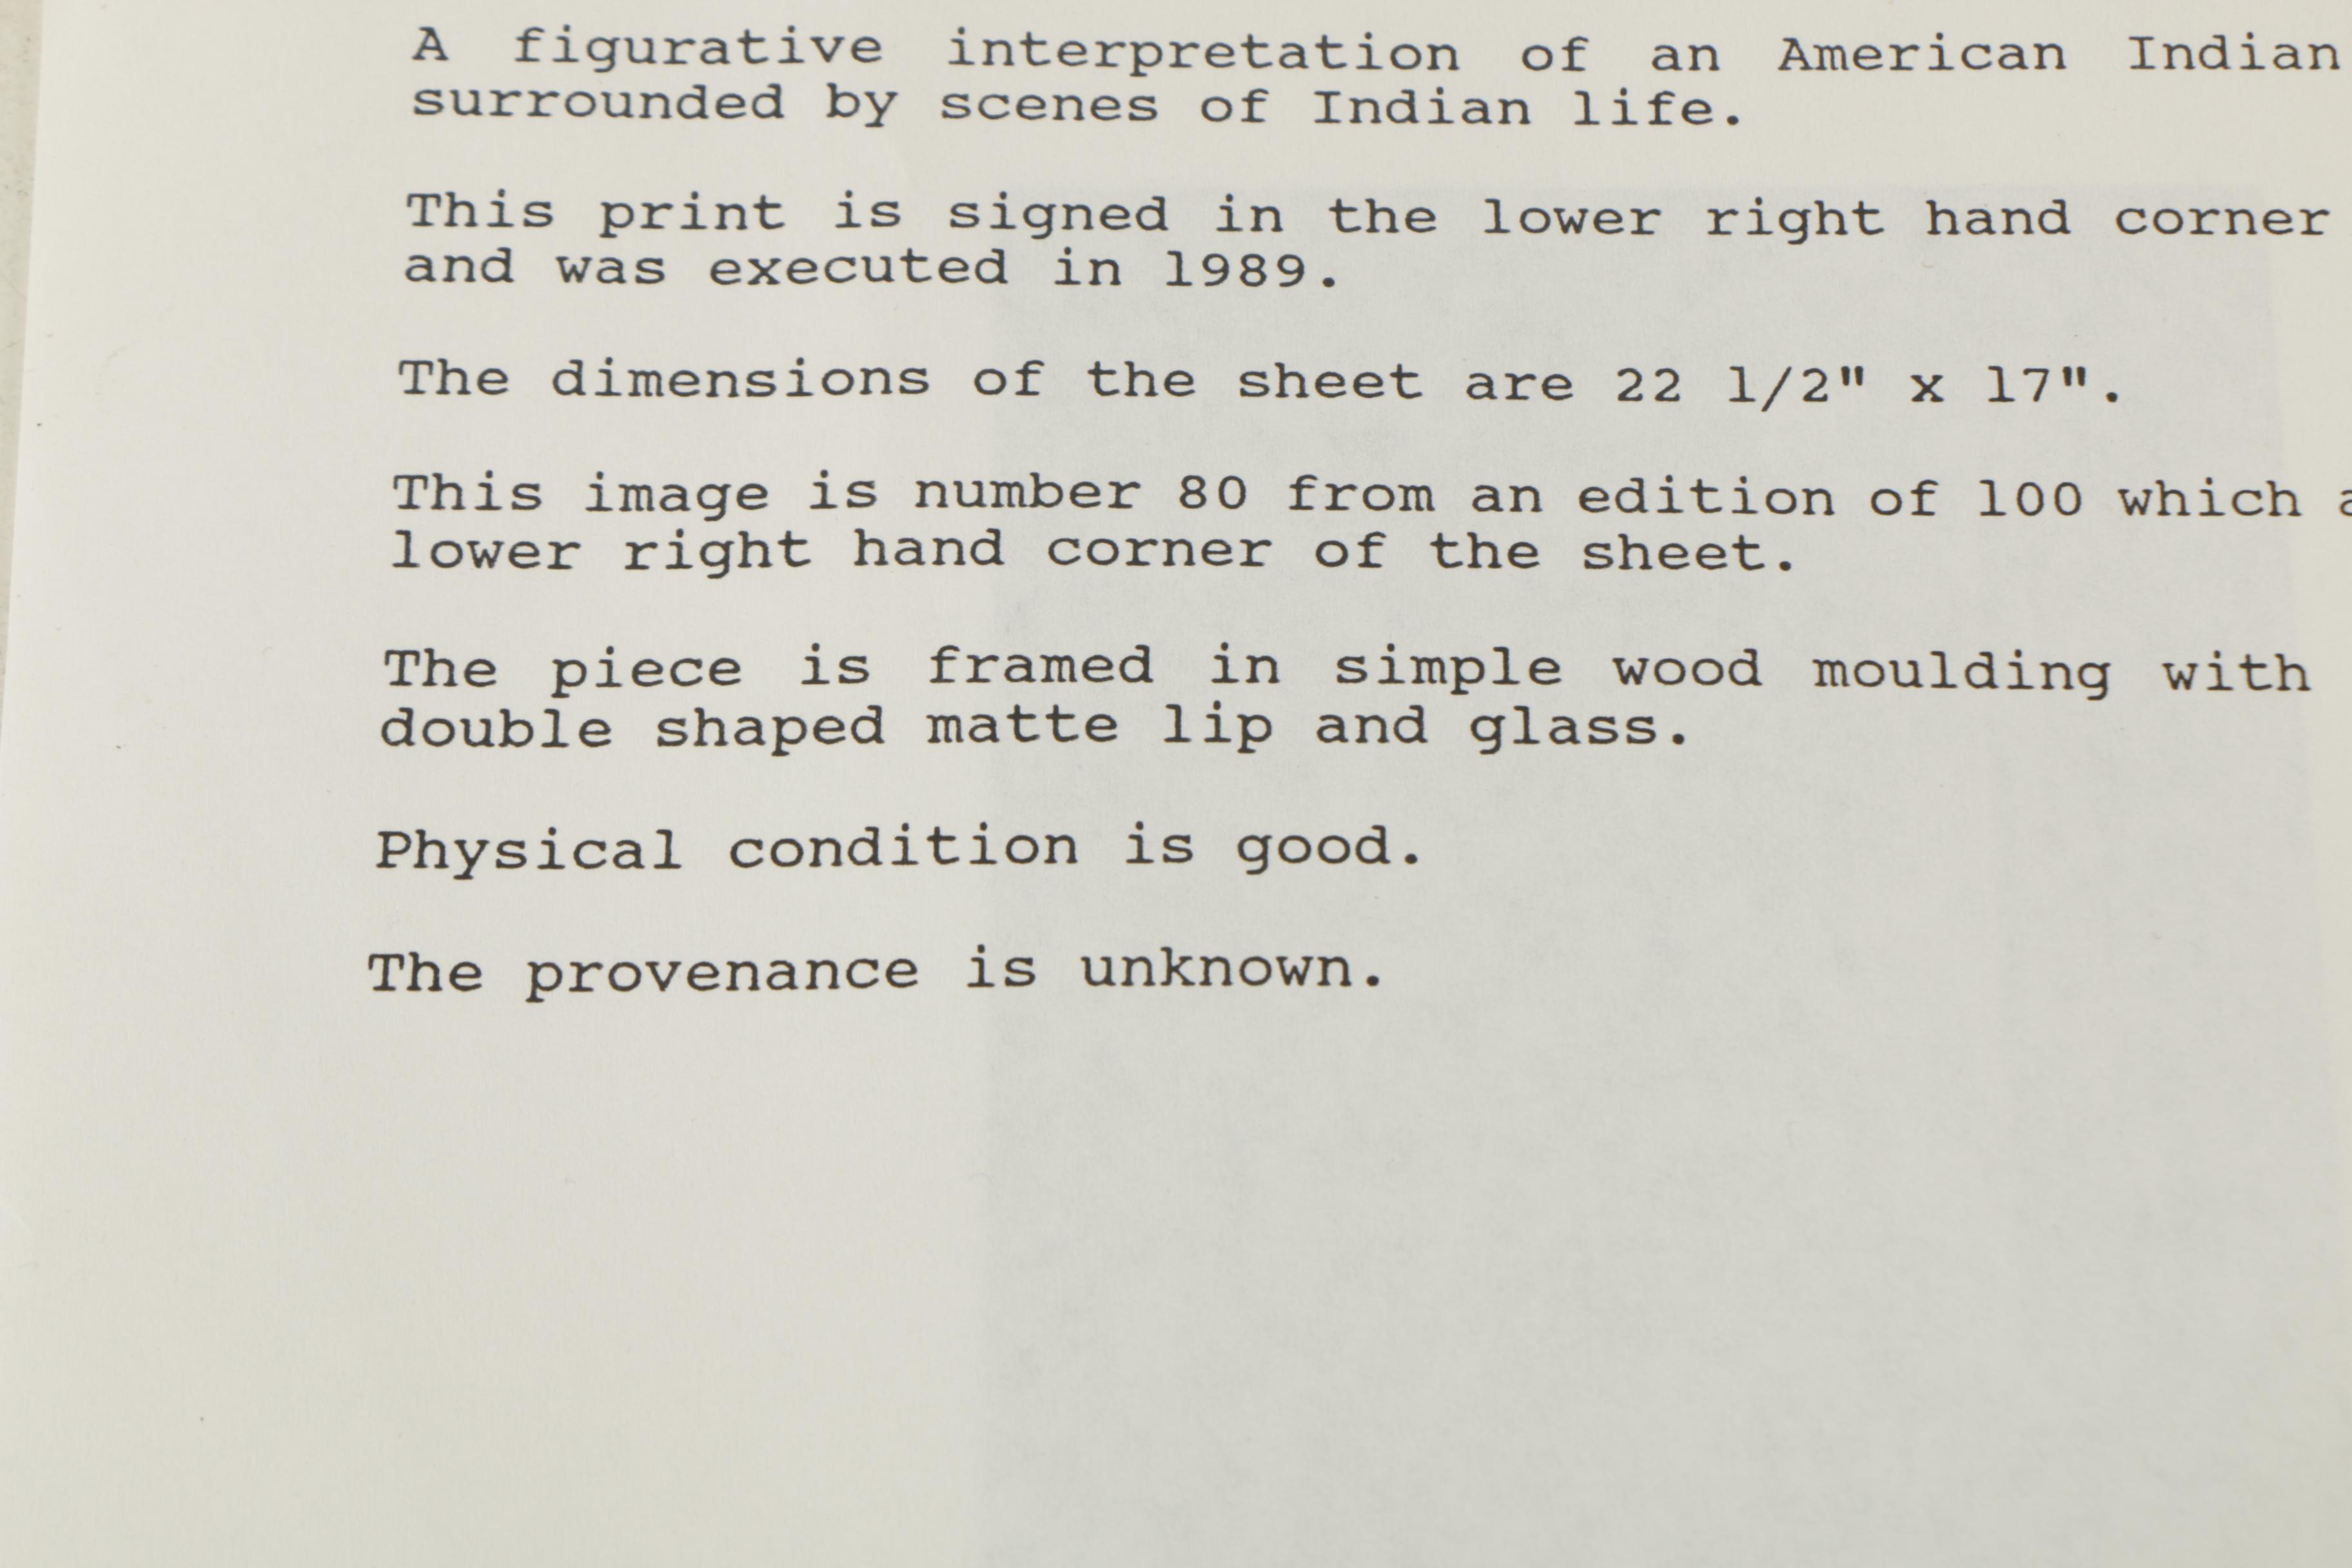 A figurative interpretation of an American Indian
surrounded by scenes of Indian life.
This print is signed in the lower right hand corner
and was executed in 1989.
The dimensions of the sheet are 22 1/2" x 17".
This image is number 80 from an edition of 100 which
lower right hand corner of the sheet.
The piece is framed in simple wood moulding with
double shaped matte lip and glass.
Physical condition is good.
The provenance is unknown.